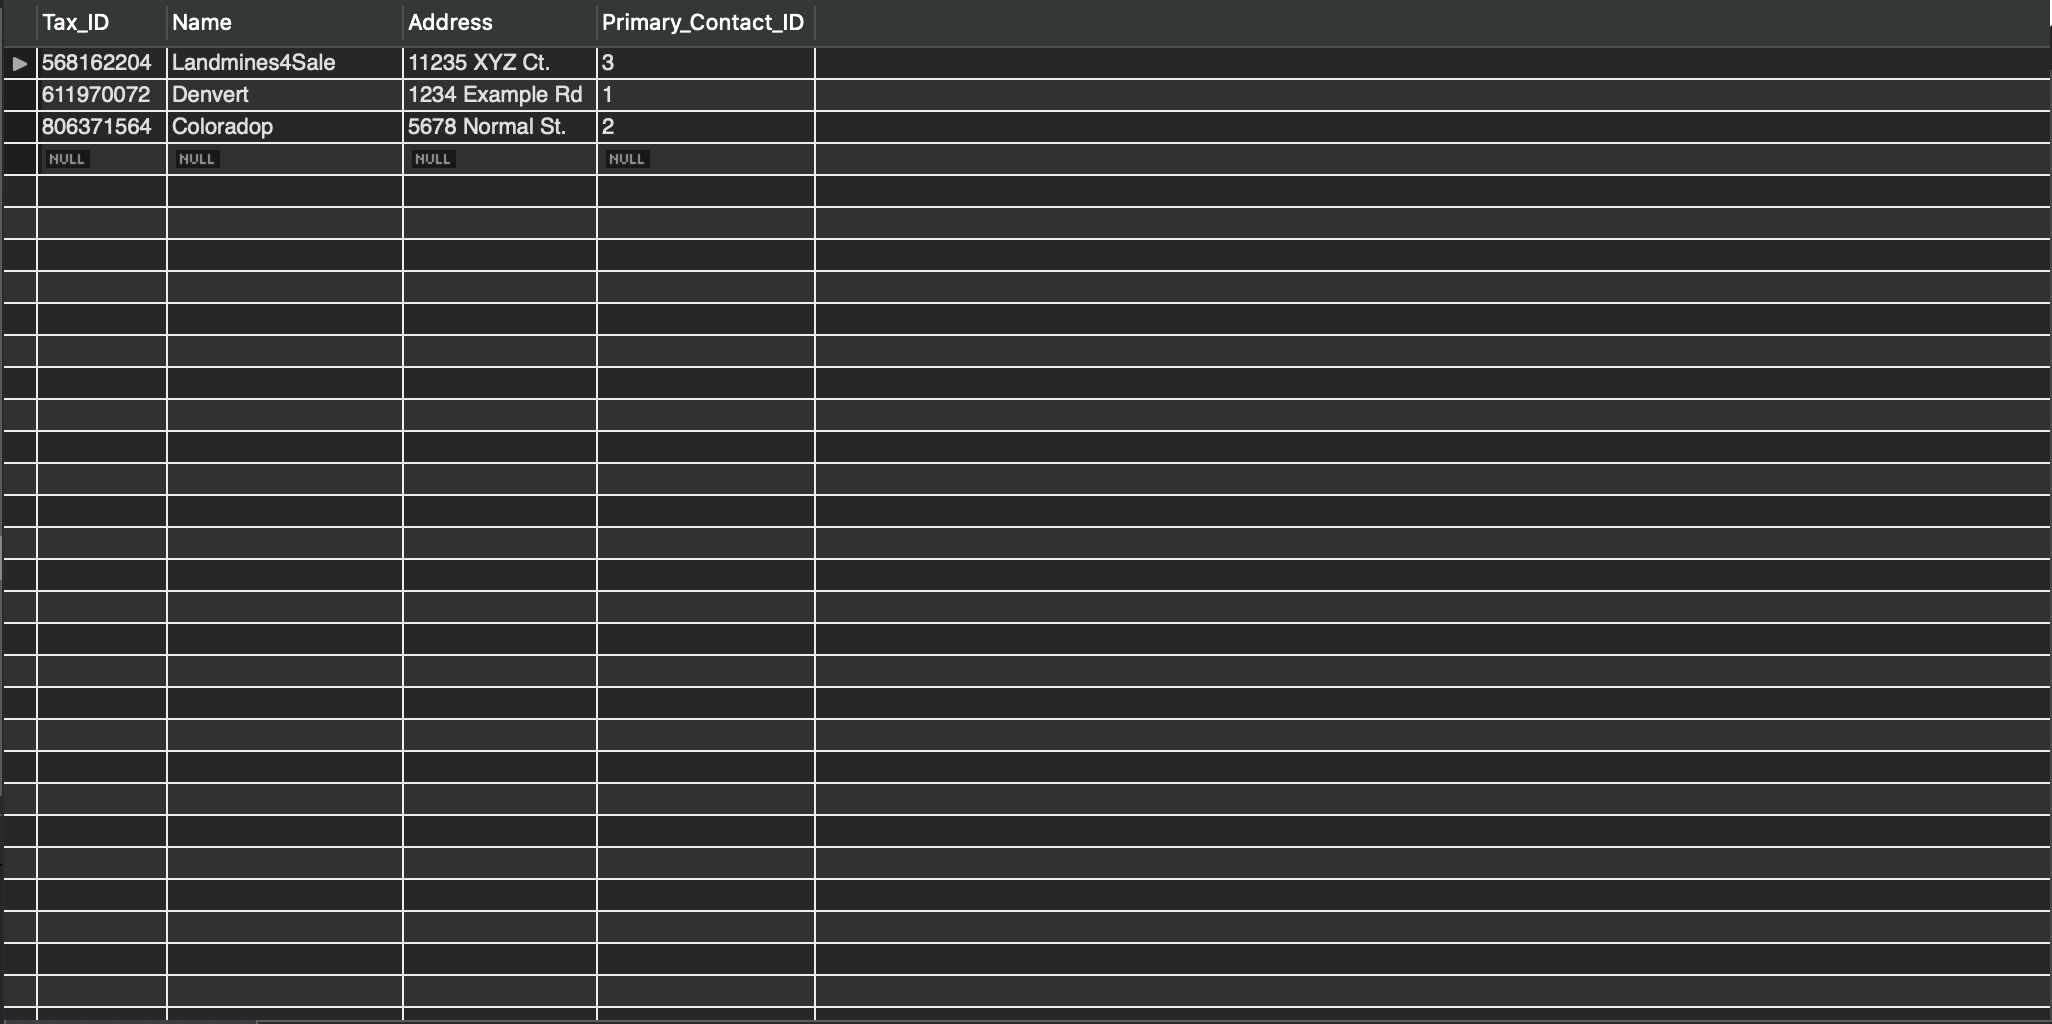 Tax_ID Name Address Primary_Contact_ID
568162204 Landmines4Sale 11235 XYZ Ct. 3
611970072 Denvert 1234 Example Rd 1
806371564 Coloradop 5678 Normal St. 2
NULL NULL NULL NULL